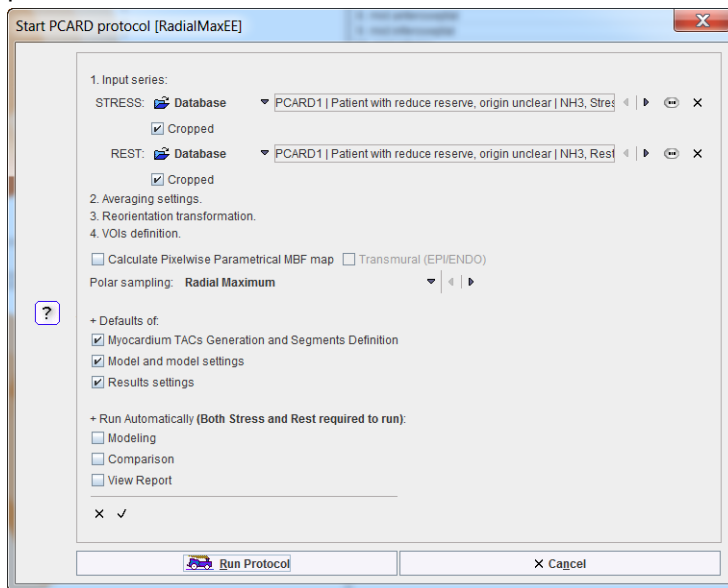 Start PCARD protocol [RadialMaxEE]
1. Input series:
STRESS: Database PCARD1 | Patient with reduce reserve, origin unclear | NH3, Stres
Cropped
REST: Database PCARD1 | Patient with reduce reserve, origin unclear | NH3, Rest
Cropped
2. Averaging settings.
3. Reorientation transformation.
4. VOIs definition.
Calculate Pixelwise Parametrical MBF map Transmural (EPI/ENDO)
Polar sampling: Radial Maximum
?
+ Defaults of:
Myocardium TACs Generation and Segments Definition
Model and model settings
Results settings
+ Run Automatically (Both Stress and Rest required to run):
Modeling
Comparison
View Report
Run Protocol Cancel